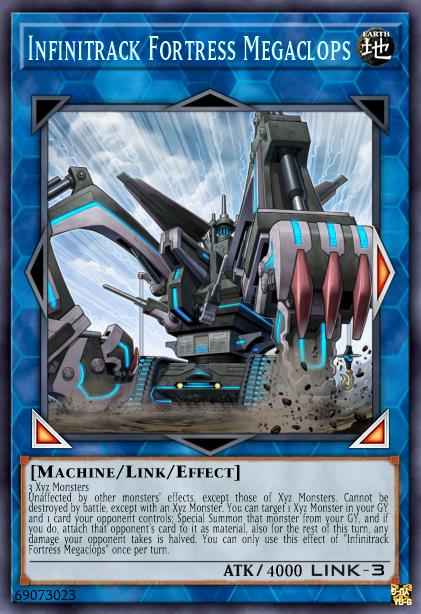 INFINITRACK FORTRESS MEGACLOPS
EARTH
地
[MACHINE/LINK/EFFECT]
3 Xyz Monsters
Unaffected by other monsters' effects, except those of Xyz Monsters. Cannot be
destroyed by battle, except with an Xyz Monster. You can target 1 Xyz Monster in your GY
and 1 card your opponent controls; Special Summon that monster from your GY, and if
you do, attach that opponent's card to it as material, also for the rest of this turn, any
damage your opponent takes is halved. You can only use this effect of "Infinitrack
Fortress Megaclops" once per turn.
ATK/4000 LINK-3
69073023